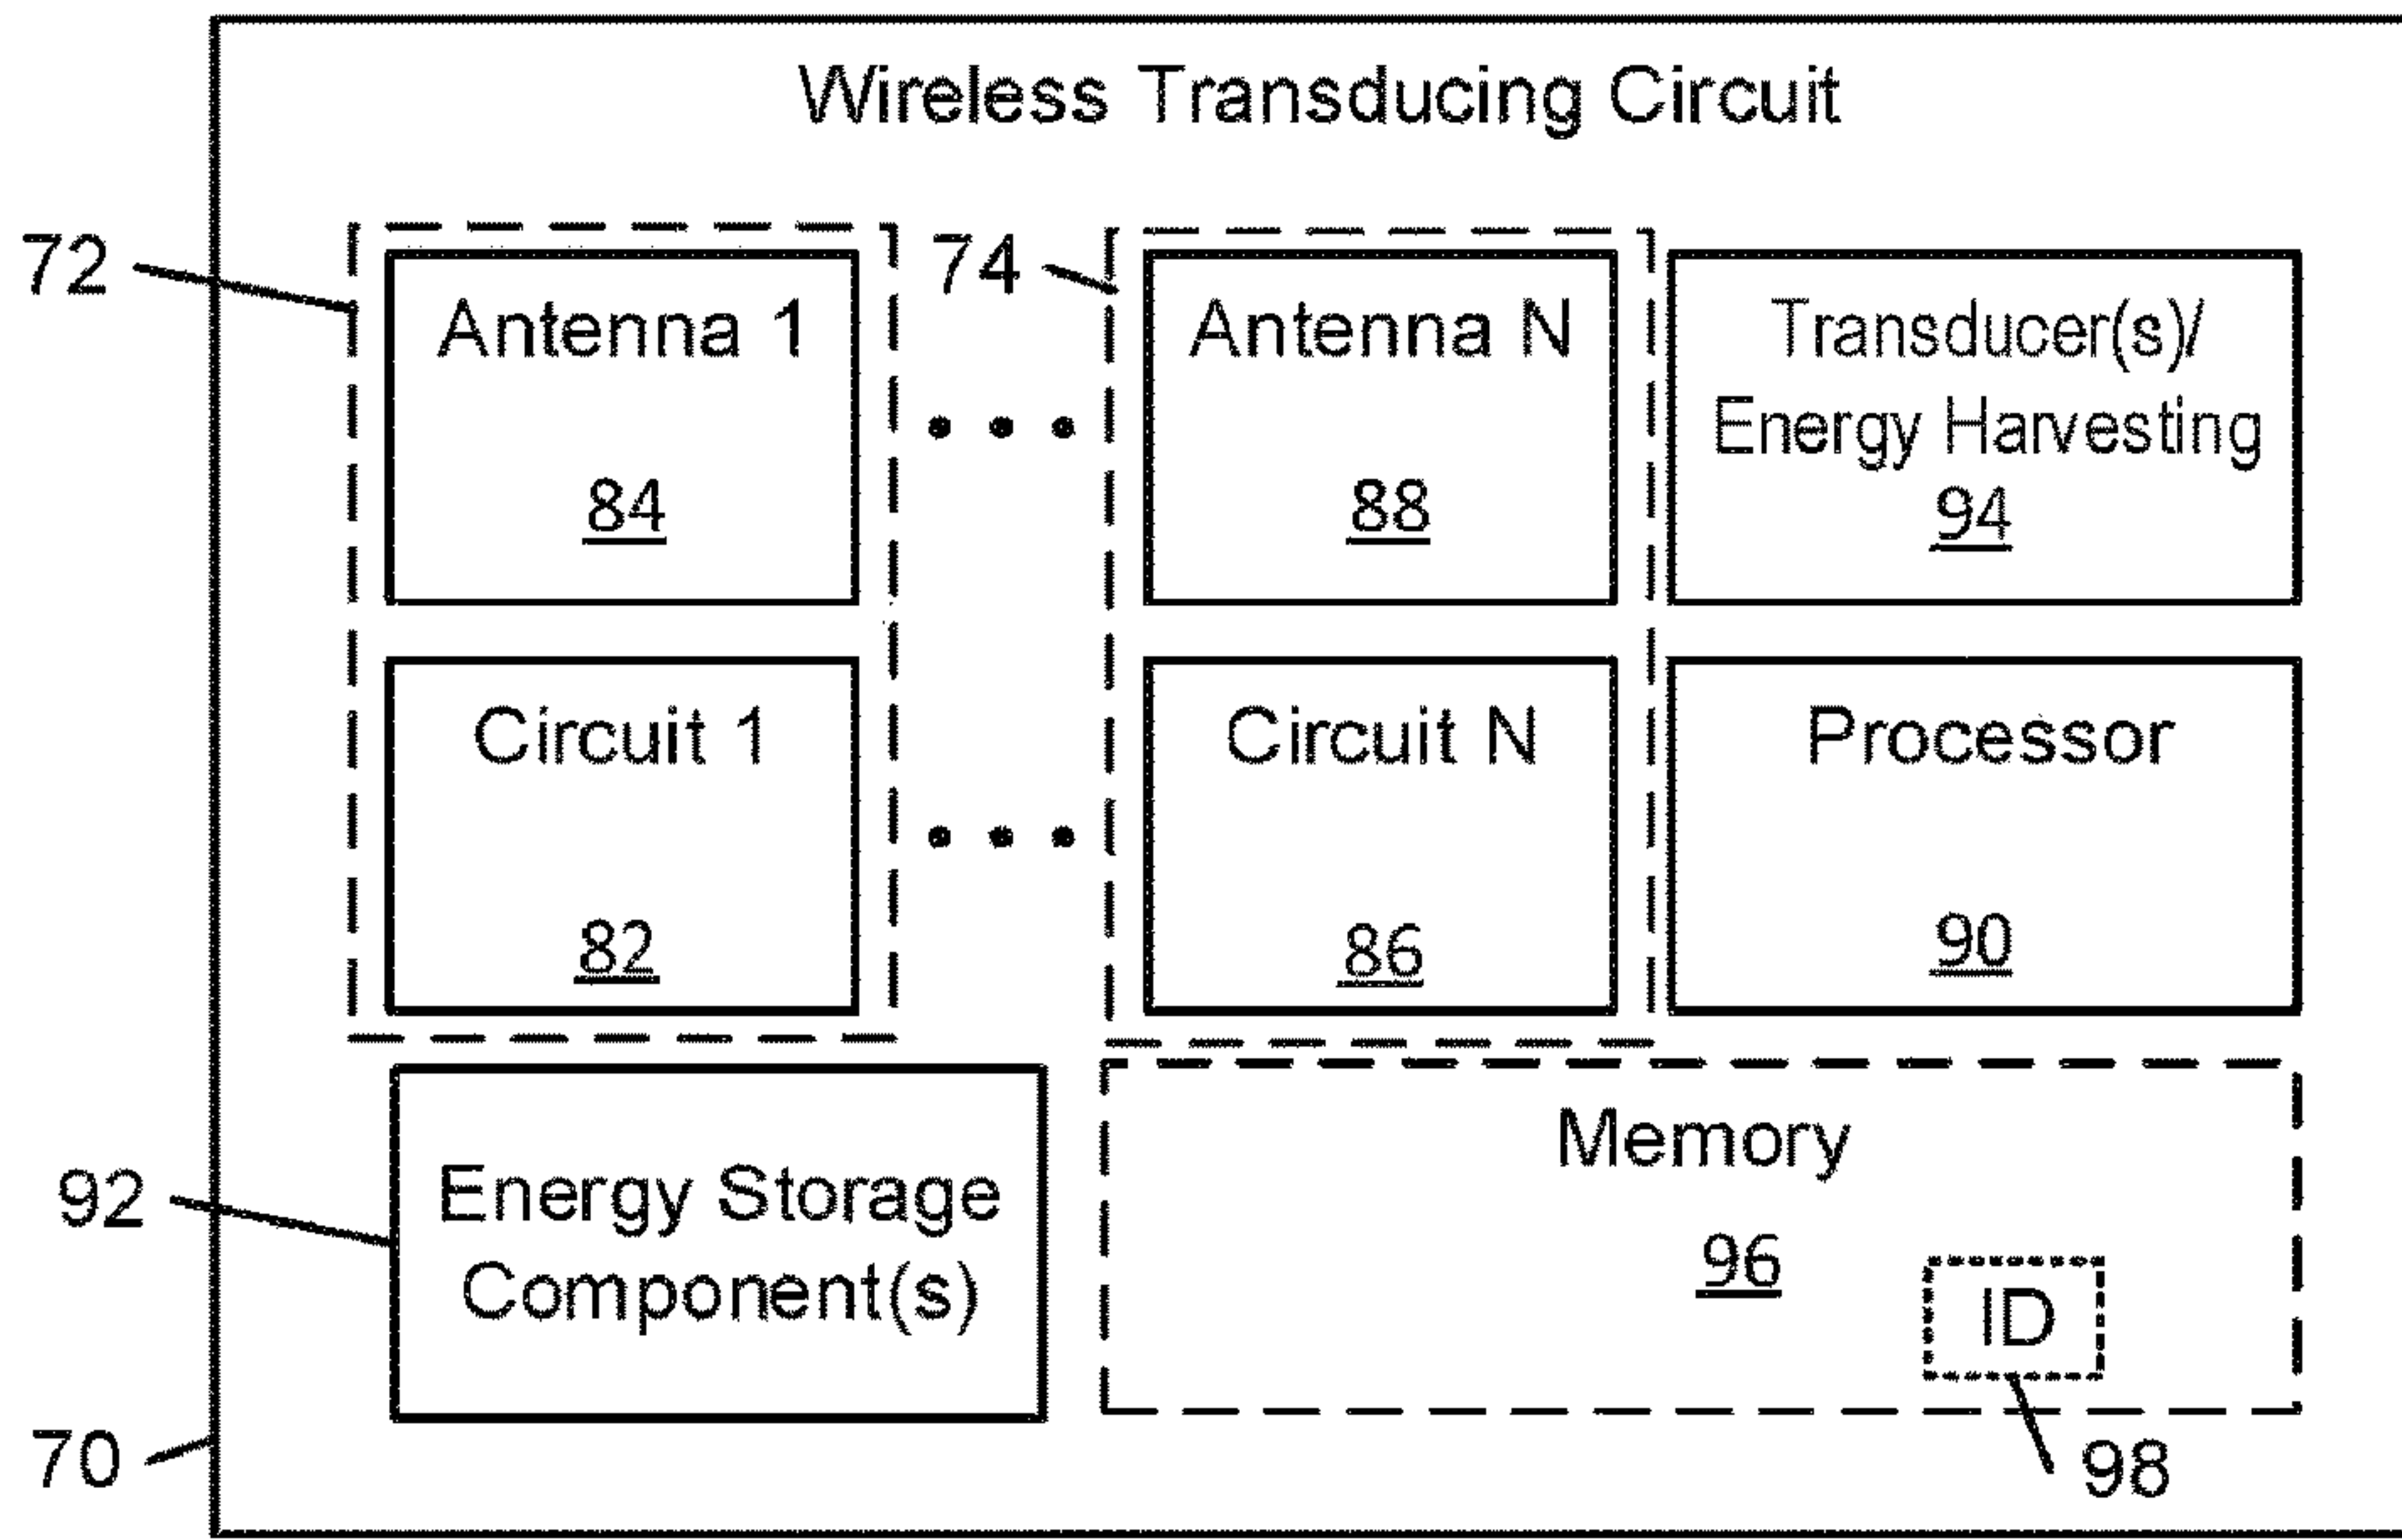 Wireless Transducing Circuit
72
Antenna 1
84
74
Antenna N
88
Transducer(s)/
Energy Harvesting
94
Circuit 1
82
Circuit N
86
Processor
90
92
Energy Storage
Component(s)
Memory
96
ID
98
70